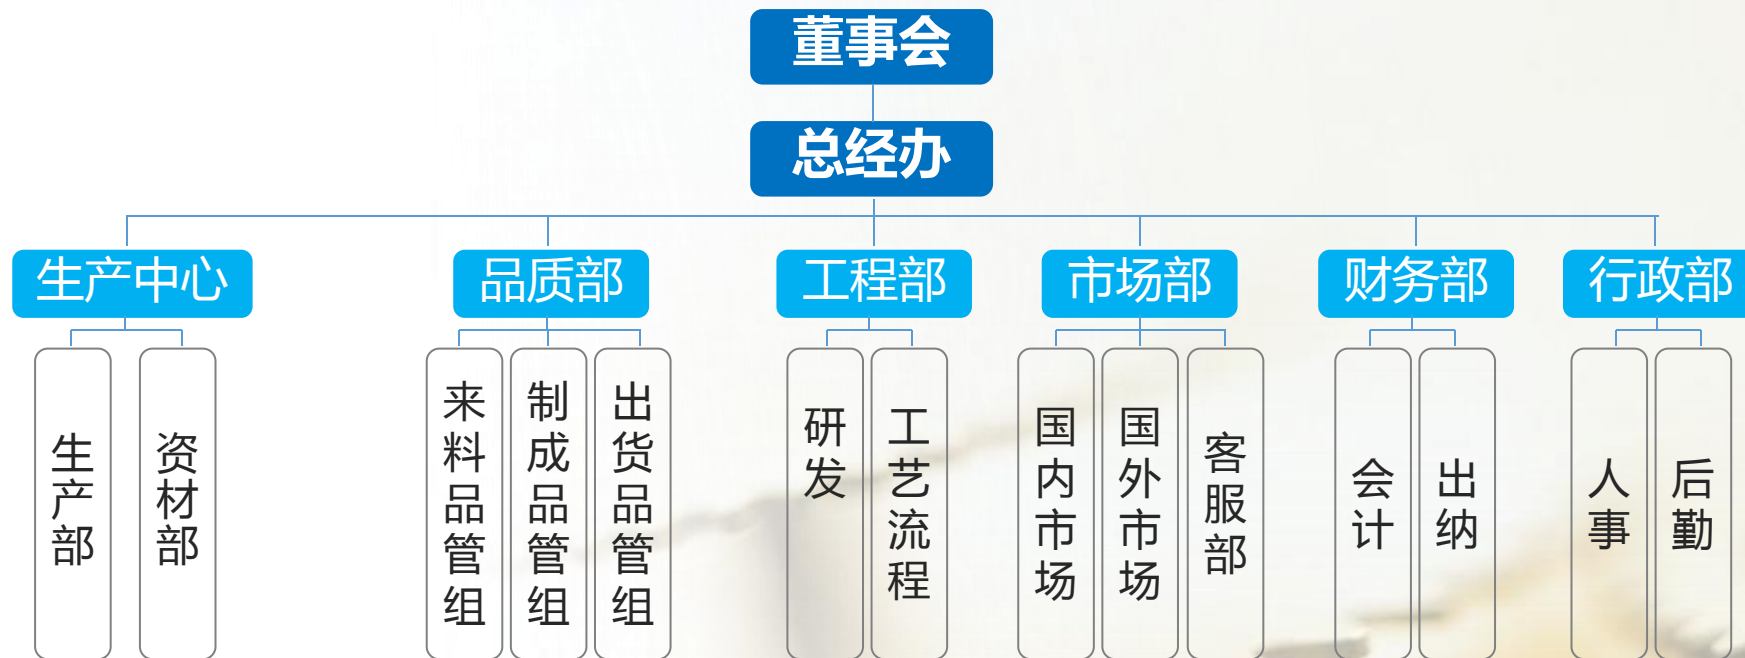 董事会
总经办
生产中心
品质部
工程部
市场部
财务部
行政部
生产部
资材部
来料品管组
制成品管组
出货品管组
研发
工艺流程
国内市场
国外市场
客服部
会计
出纳
人事
后勤